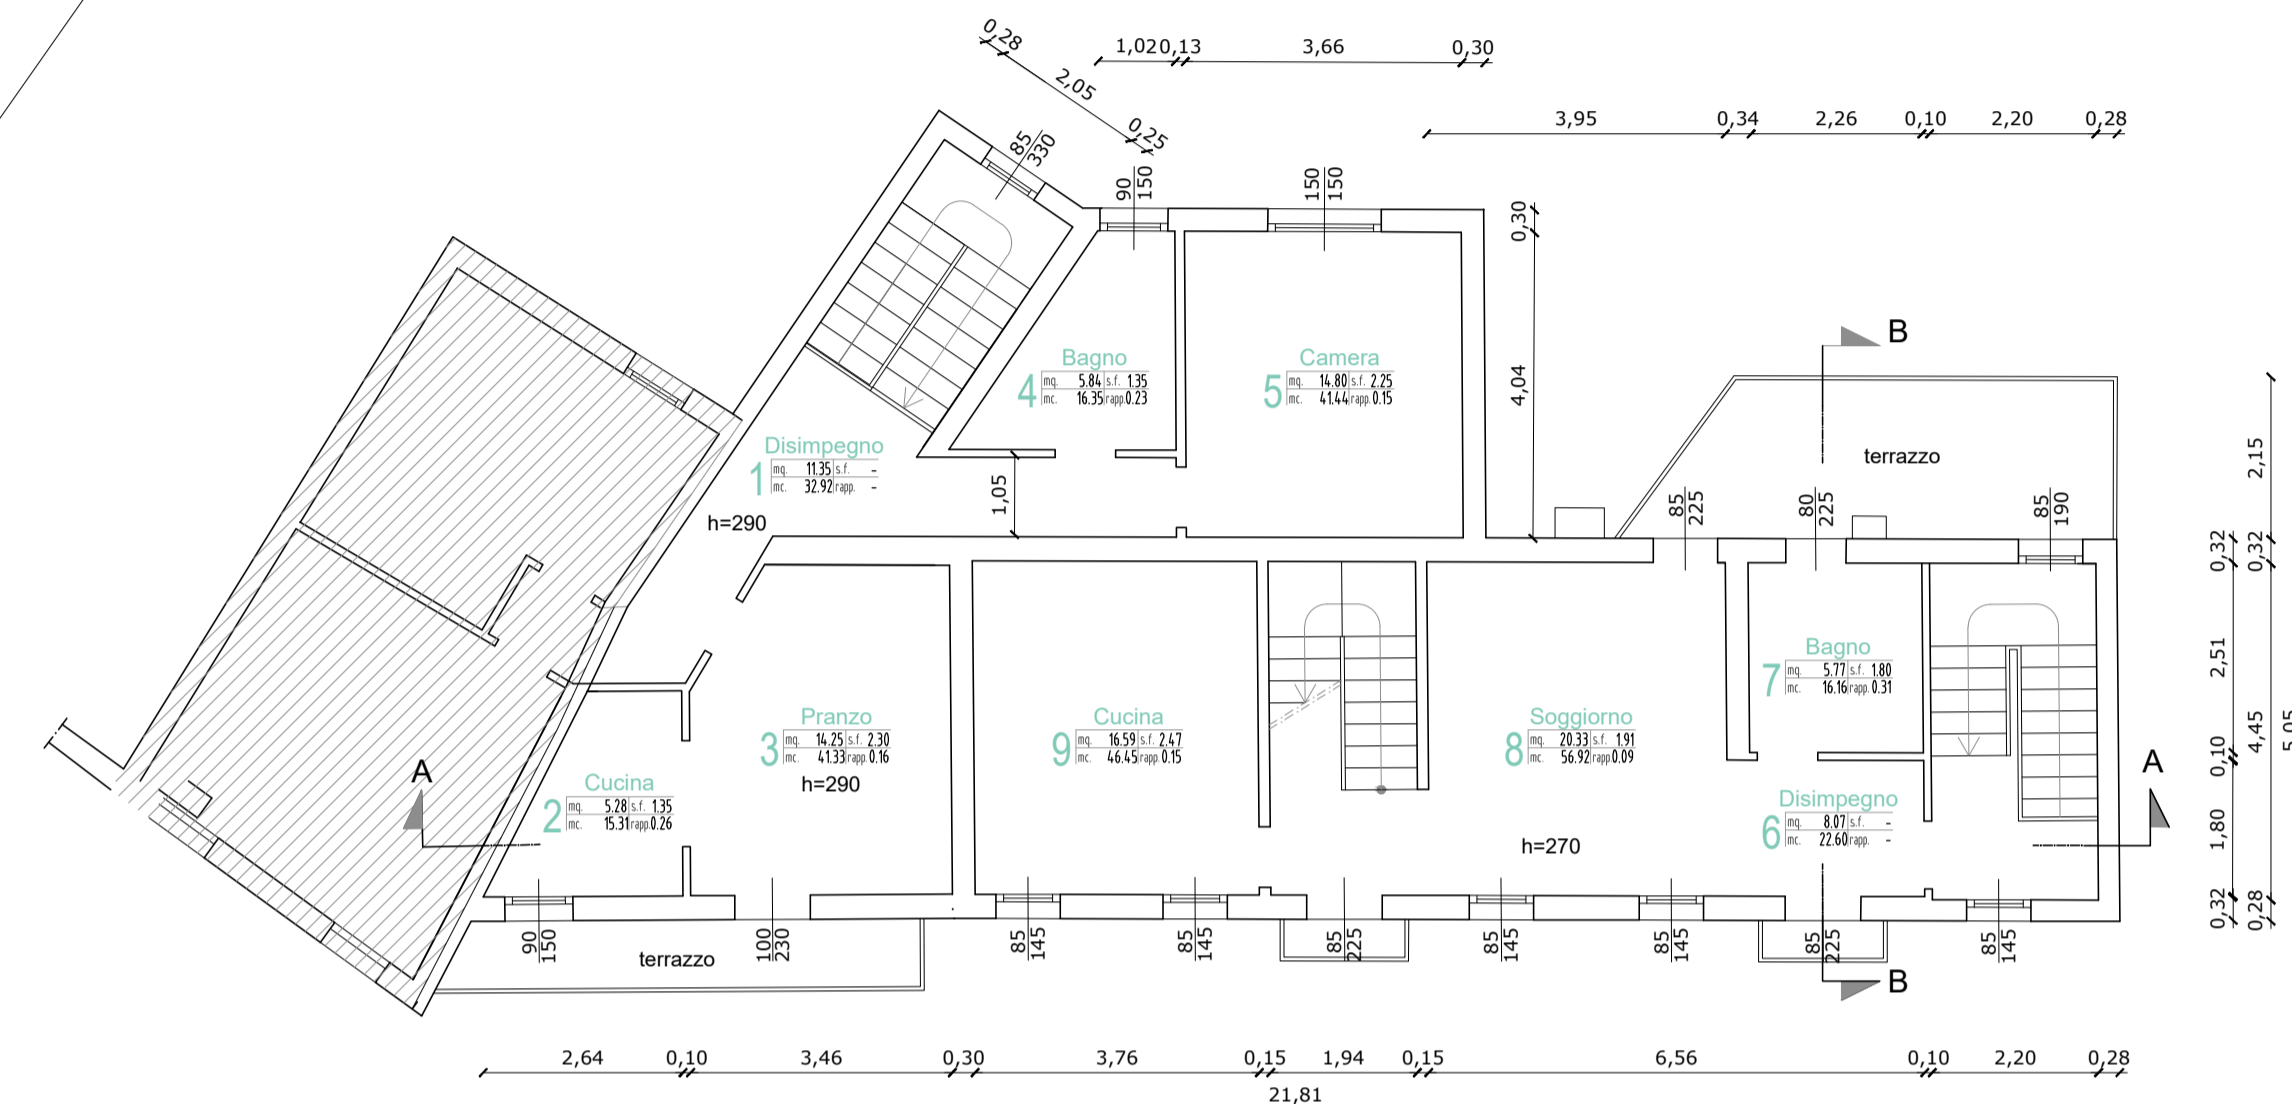 0,28
2,05
0,25
1,02 0,13 3,66 0,30
3,95 0,34 2,26 0,10 2,20 0,28
85
330
90
150
150
150
0,30
4,04
B
terrazzo
2,15
85
225
80
225
85
190
Bagno
4 mq. 5.84 s.f. 1.35
mc. 16.35 rapp. 0.23
Camera
5 mq. 14.80 s.f. 2.25
mc. 41.44 rapp. 0.15
Disimpegno
1 mq. 11.35 s.f. -
mc. 32.92 rapp. -
h=290
1,05
0,32
0,32
2,51
4,45
5,05
0,10
1,80
0,32
0,28
Bagno
7 mq. 5.77 s.f. 1.80
mc. 16.16 rapp. 0.31
Pranzo
3 mq. 14.25 s.f. 2.30
mc. 41.33 rapp. 0.16
h=290
Cucina
9 mq. 16.59 s.f. 2.47
mc. 46.45 rapp. 0.15
Soggiorno
8 mq. 20.33 s.f. 1.91
mc. 56.92 rapp. 0.09
A
A
Cucina
2 mq. 5.28 s.f. 1.35
mc. 15.31 rapp. 0.26
Disimpegno
6 mq. 8.07 s.f. -
mc. 22.60 rapp. -
h=270
90
150
terrazzo
100
230
85
145
85
145
85
225
85
145
85
145
85
225
85
145
B
2,64 0,10 3,46 0,30 3,76 0,15 1,94 0,15 6,56 0,10 2,20 0,28
21,81